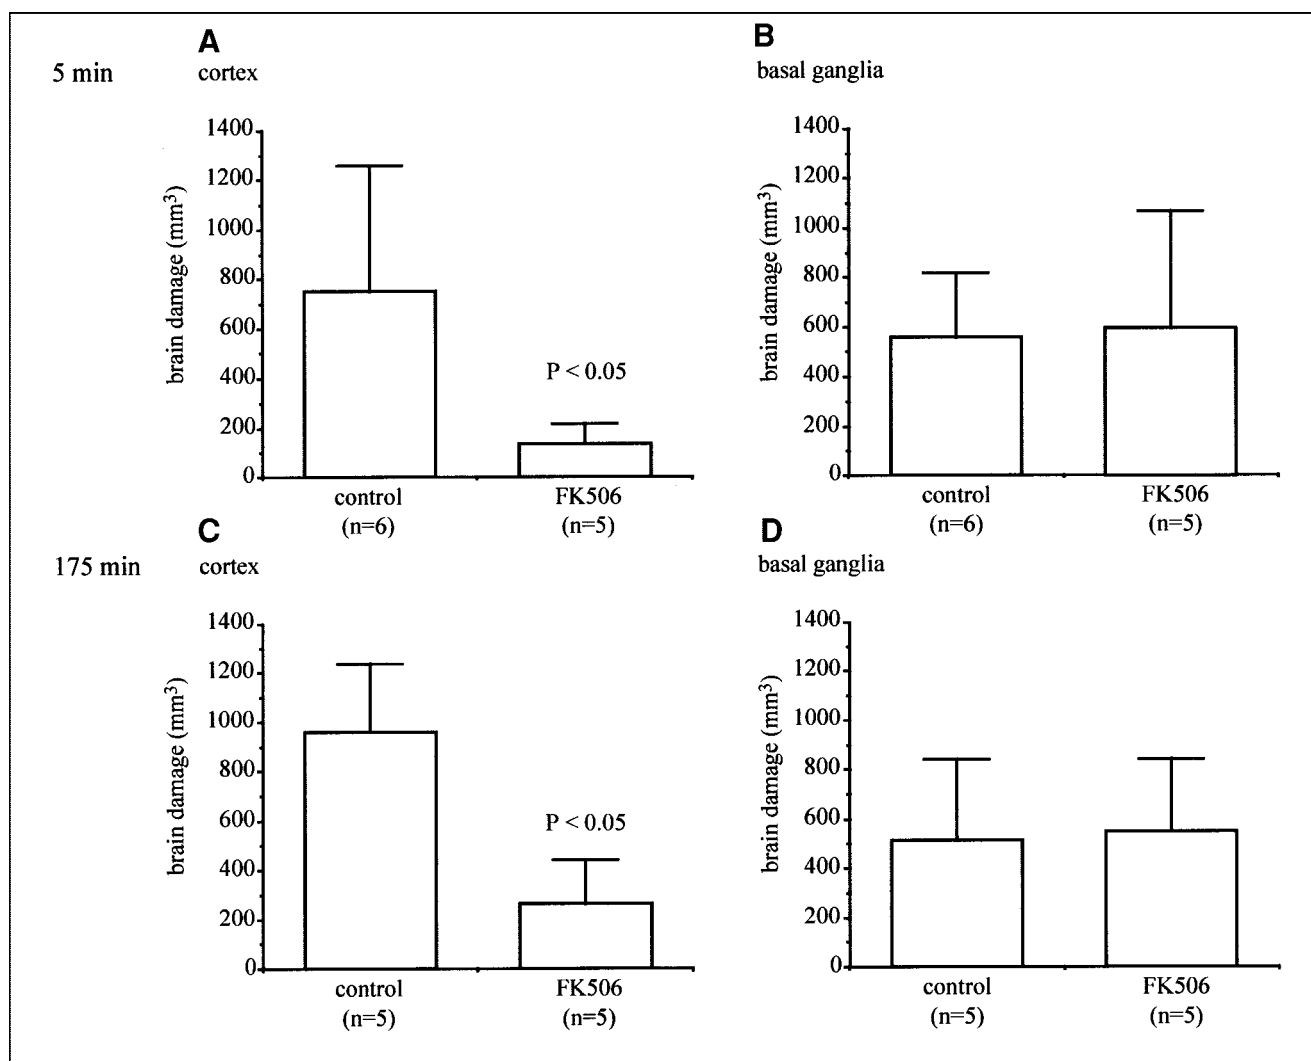 A
B
5 min
cortex
basal ganglia
brain damage (mm³)
1400
1200
1000
800
600
400
200
0
P < 0.05
control
(n=6)
FK506
(n=5)
brain damage (mm³)
1400
1200
1000
800
600
400
200
0
control
(n=6)
FK506
(n=5)
C
D
175 min
cortex
basal ganglia
brain damage (mm³)
1400
1200
1000
800
600
400
200
0
P < 0.05
control
(n=5)
FK506
(n=5)
brain damage (mm³)
1400
1200
1000
800
600
400
200
0
control
(n=5)
FK506
(n=5)